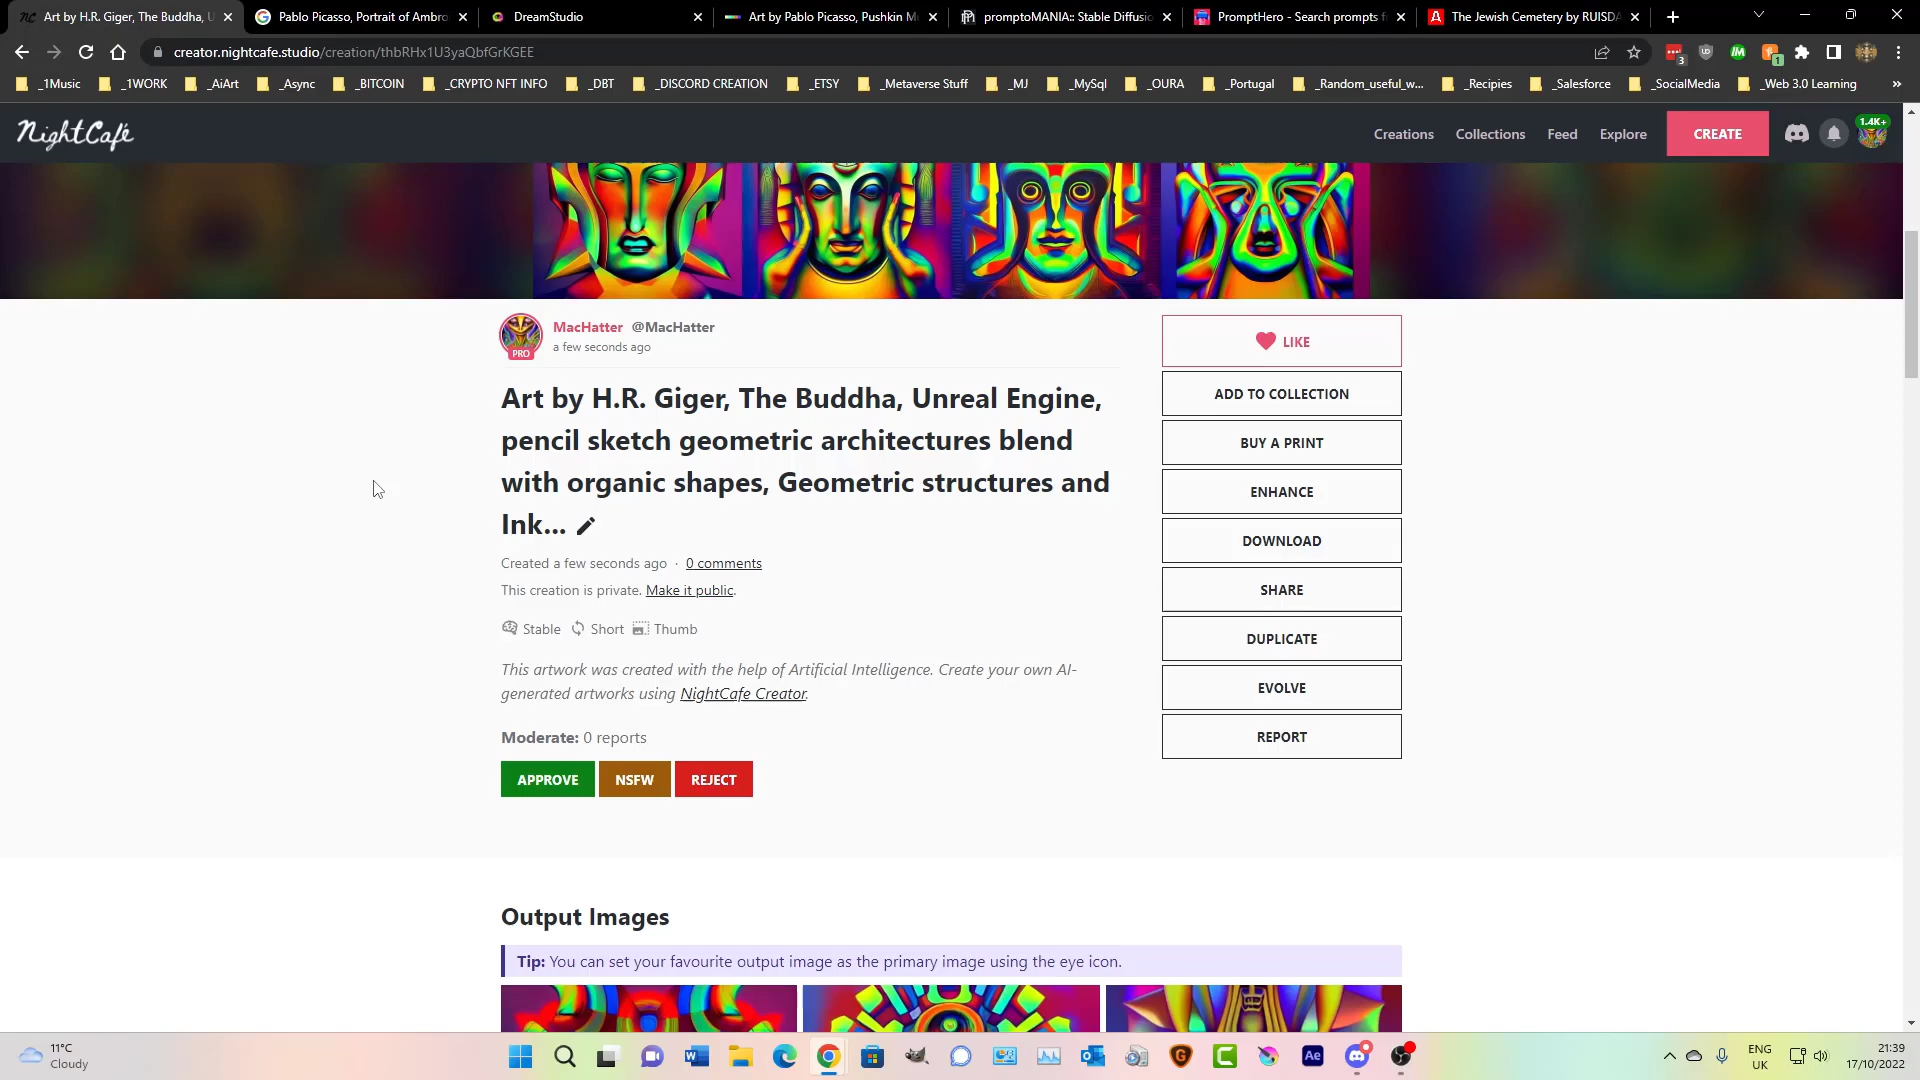 Art by H.R. Giger, The Buddha, U
Pablo Picasso, Portrait of Ambro
DreamStudio
Art by Pablo Picasso, Pushkin M
promptoMANIA:: Stable Diffusio
PromptHero - Search prompts f
The Jewish Cemetery by RUISDA
creator.nightcafe.studio/creation/thbRHx1U3yaQbfGrKGEE
3
1
_1Music
_1WORK
_AiArt
_Async
_BITCOIN
_CRYPTO NFT INFO
_DBT
_DISCORD CREATION
_ETSY
_Metaverse Stuff
_MJ
_MySql
_OURA
_Portugal
_Random_useful_w...
_Recipies
_Salesforce
_SocialMedia
_Web 3.0 Learning
»
NightCafé
Creations
Collections
Feed
Explore
CREATE
1.4K+
PRO
MacHatter @MacHatter
a few seconds ago
Art by H.R. Giger, The Buddha, Unreal Engine,
pencil sketch geometric architectures blend
with organic shapes, Geometric structures and
Ink...
Created a few seconds ago · 0 comments
This creation is private. Make it public.
Stable Short Thumb
This artwork was created with the help of Artificial Intelligence. Create your own AI-
generated artworks using NightCafe Creator.
Moderate: 0 reports
APPROVE
NSFW
REJECT
LIKE
ADD TO COLLECTION
BUY A PRINT
ENHANCE
DOWNLOAD
SHARE
DUPLICATE
EVOLVE
REPORT
Output Images
Tip: You can set your favourite output image as the primary image using the eye icon.
11°C
Cloudy
Ae
ENG
UK
21:39
17/10/2022